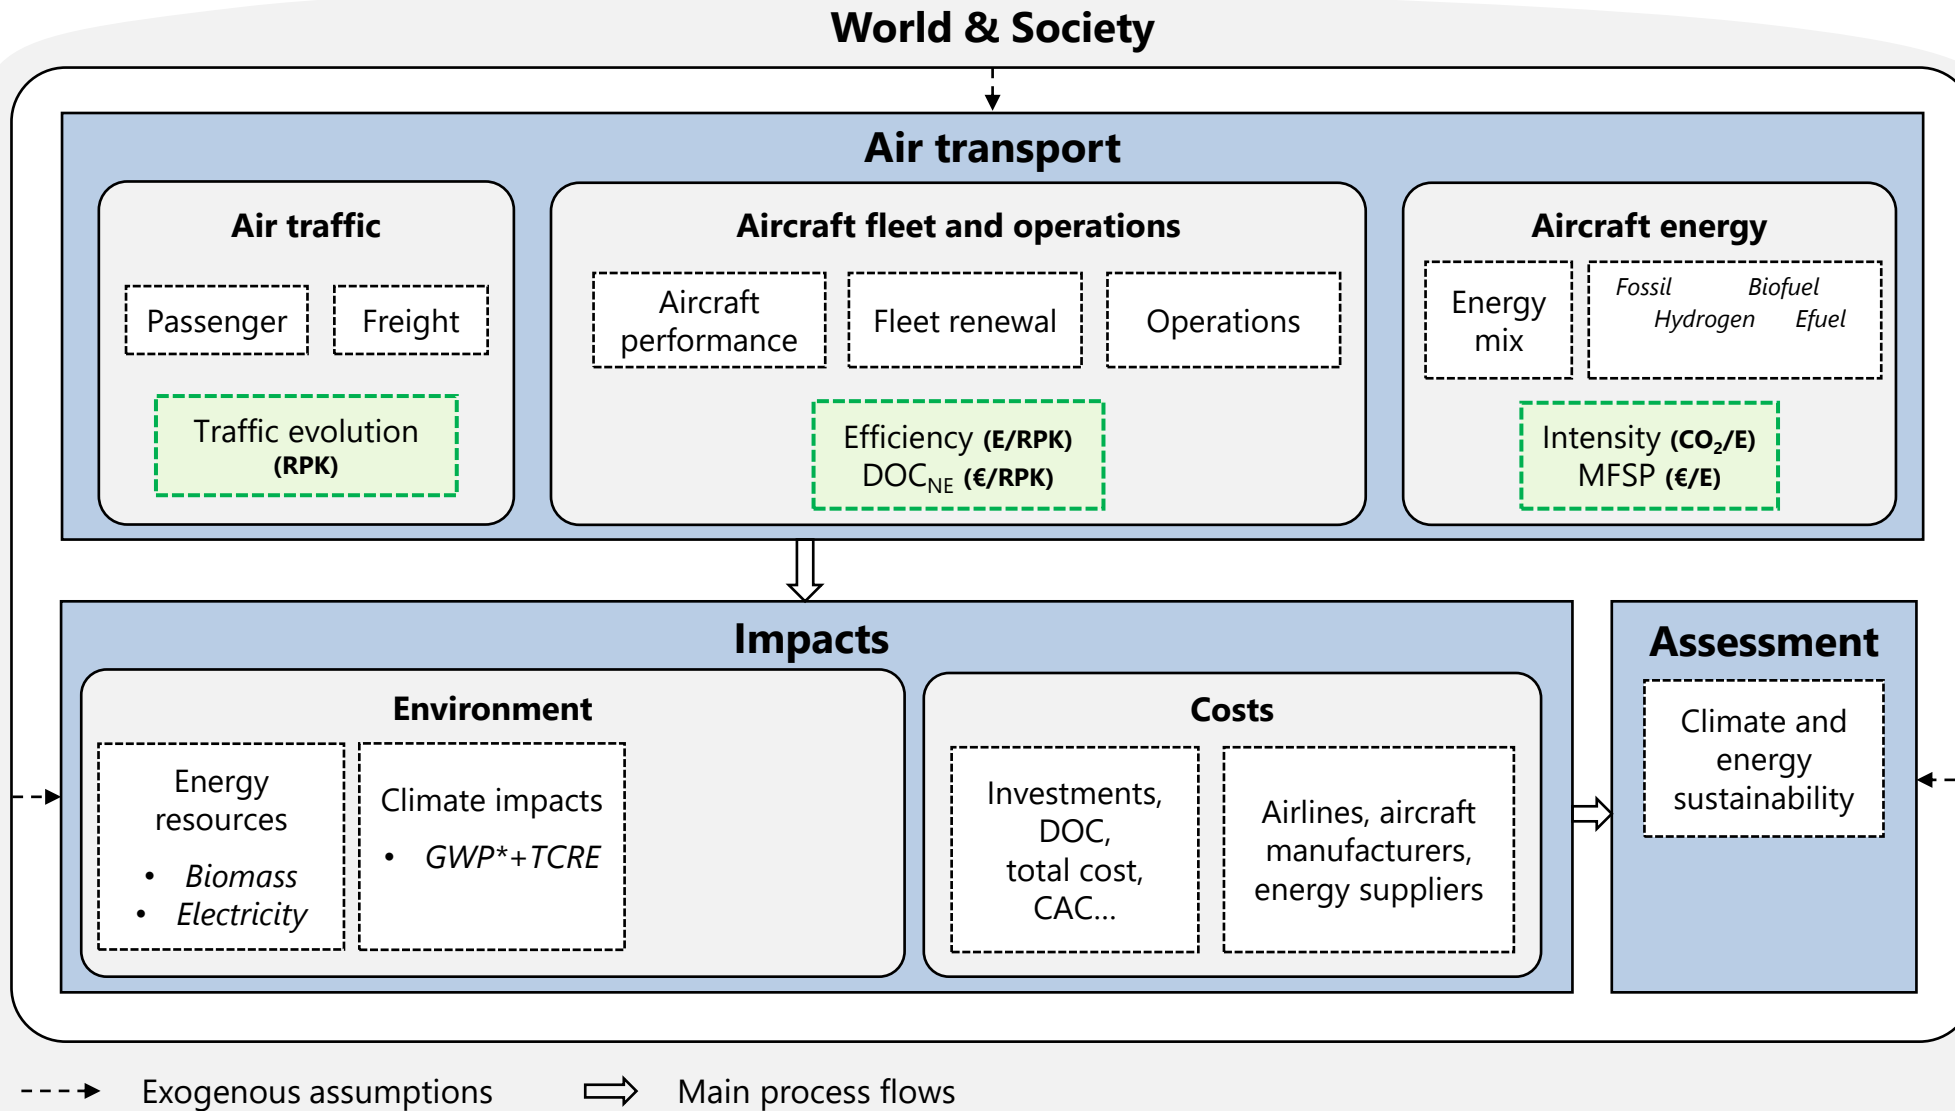 World & Society
Air transport
Air traffic
Passenger
Freight
Traffic evolution
(RPK)
Aircraft fleet and operations
Aircraft
performance
Fleet renewal
Operations
Efficiency (E/RPK)
DOC_NE (€/RPK)
Aircraft energy
Energy
mix
Fossil Biofuel
Hydrogen Efuel
Intensity (CO₂/E)
MFSP (€/E)
Impacts
Environment
Energy
resources
• Biomass
• Electricity
Climate impacts
• GWP*+TCRE
Costs
Investments,
DOC,
total cost,
CAC...
Airlines, aircraft
manufacturers,
energy suppliers
Assessment
Climate and
energy
sustainability
Exogenous assumptions
Main process flows